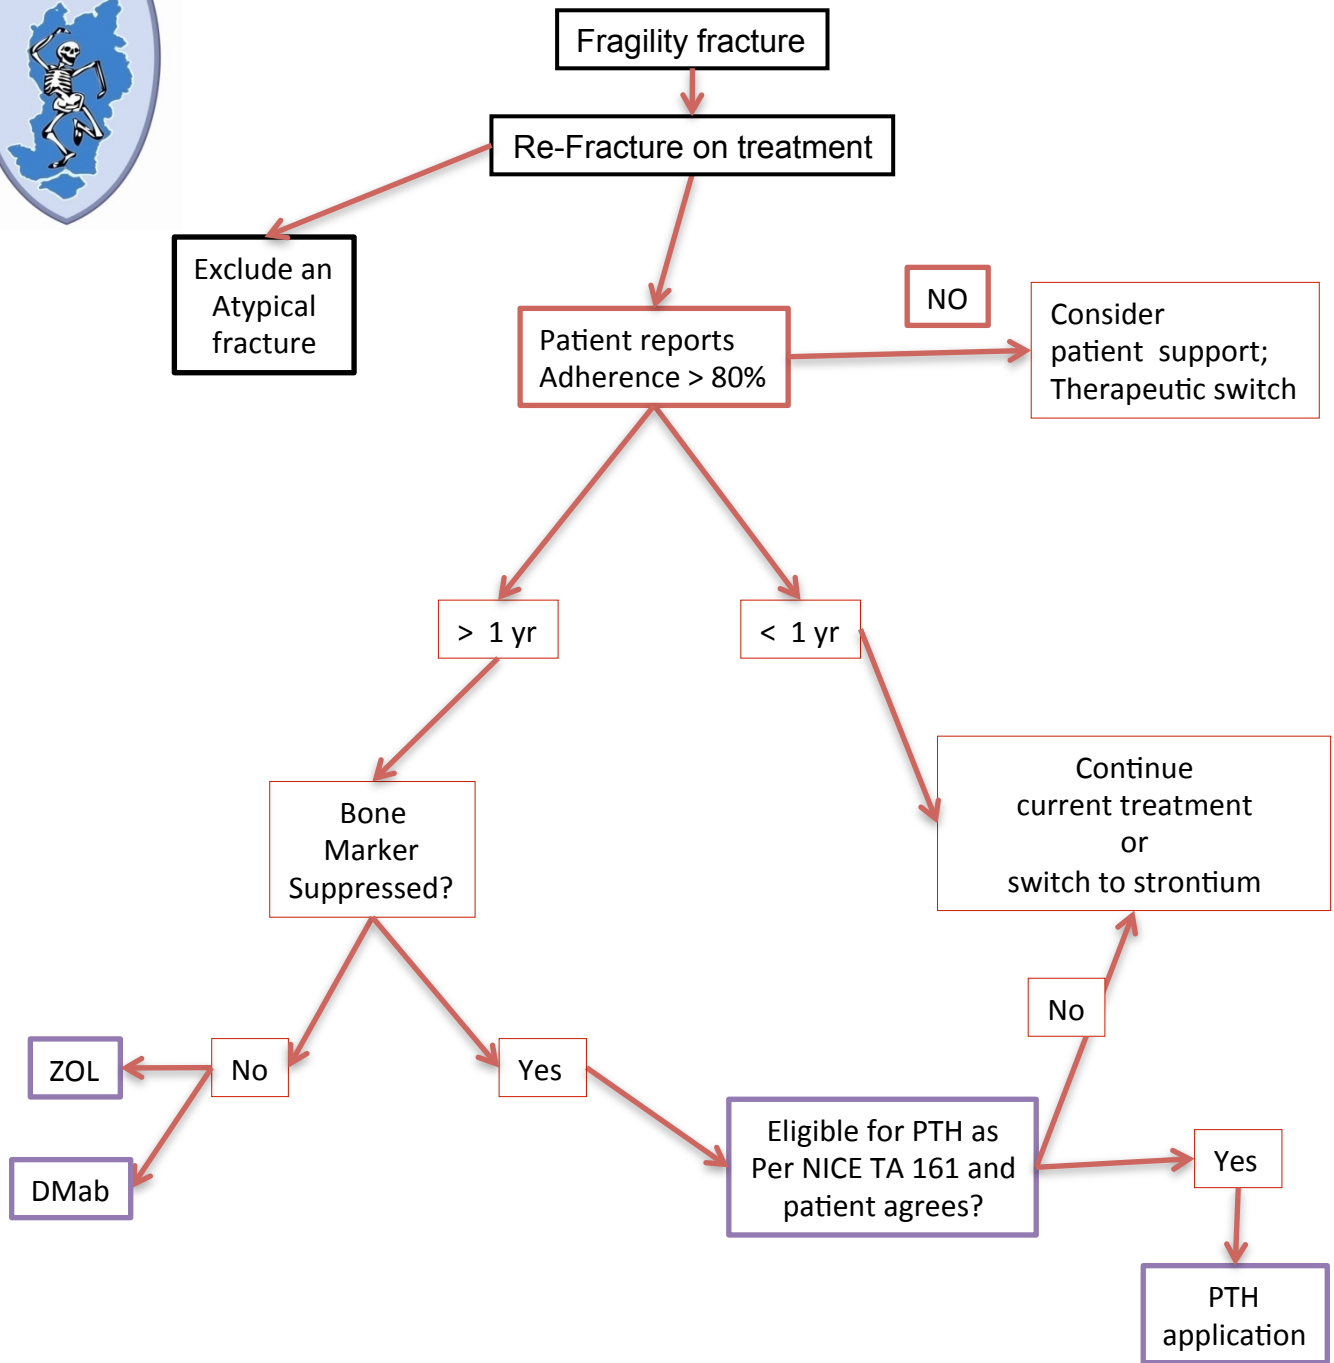 Fragility fracture
Re-Fracture on treatment
Exclude an
Atypical
fracture
Patient reports
Adherence > 80%
NO
Consider
patient support;
Therapeutic switch
> 1 yr
< 1 yr
Bone
Marker
Suppressed?
Continue
current treatment
or
switch to strontium
No
ZOL
No
Yes
DMab
Eligible for PTH as
Per NICE TA 161 and
patient agrees?
Yes
PTH
application